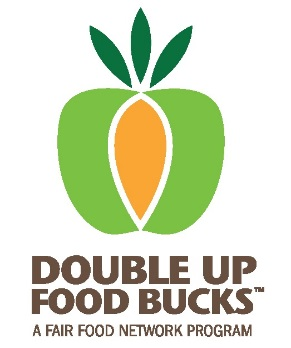 DOUBLE UP
FOOD BUCKS™
A FAIR FOOD NETWORK PROGRAM